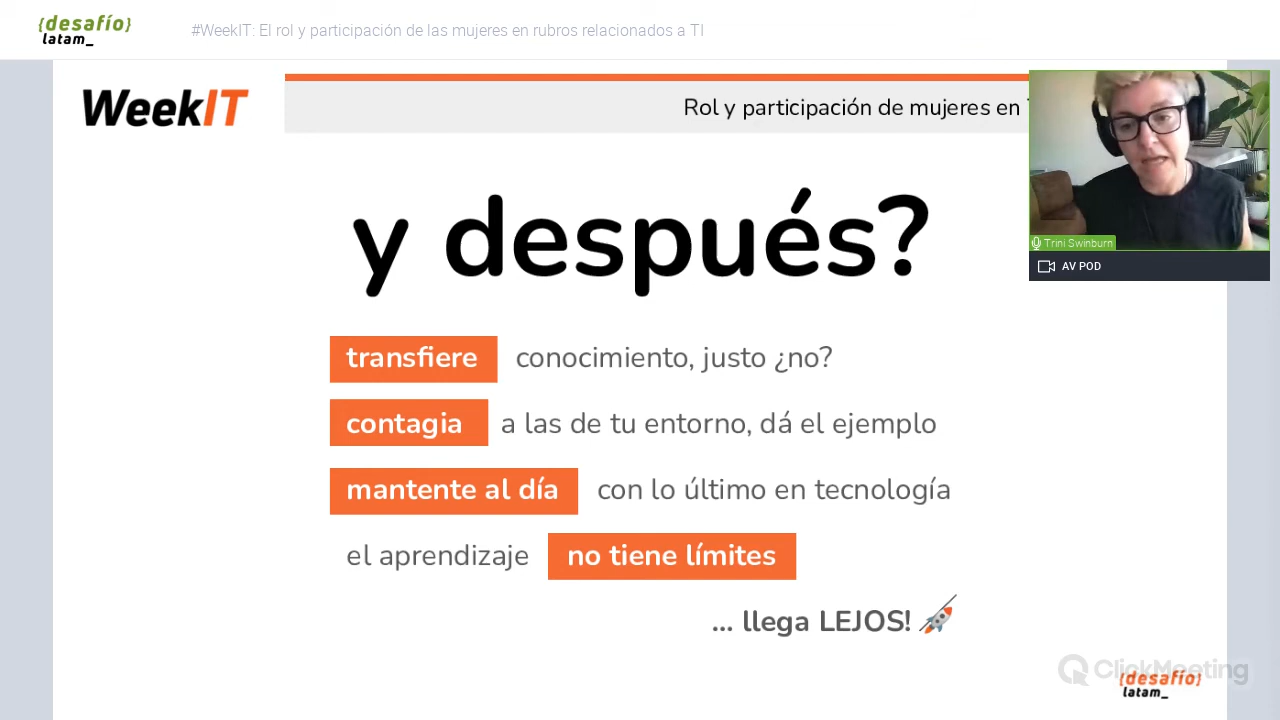 {desafío}
latam_
#WeekIT: El rol y participación de las mujeres en rubros relacionados a TI
WeekIT
Rol y participación de mujeres en
Trini Swinburn
AV POD
y después?
transfiere conocimiento, justo ¿no?
contagia a las de tu entorno, dá el ejemplo
mantente al día con lo último en tecnología
el aprendizaje no tiene límites
... llega LEJOS! 🚀
ClickMeeting
{desafío}
latam_